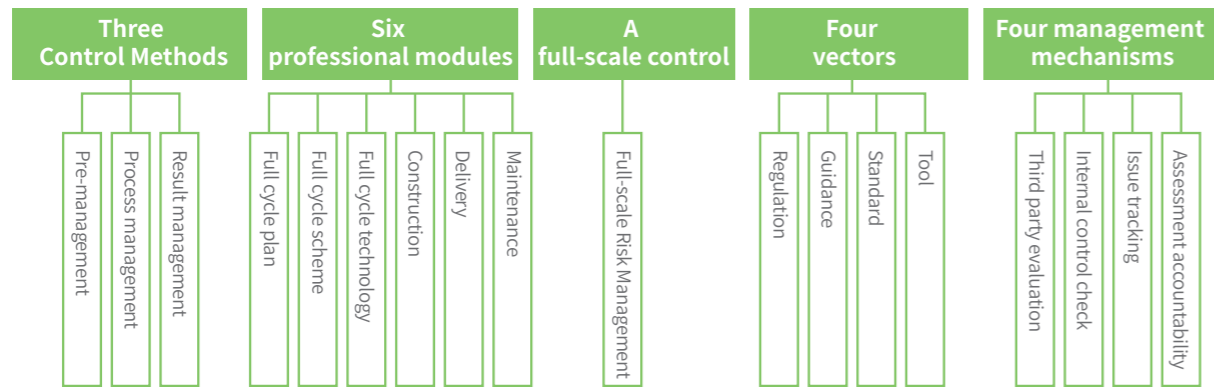 Three
Control Methods
Six
professional modules
A
full-scale control
Four
vectors
Four management
mechanisms
Pre-management
Process management
Result management
Full cycle plan
Full cycle scheme
Full cycle technology
Construction
Delivery
Maintenance
Full-scale Risk Management
Regulation
Guidance
Standard
Tool
Third party evaluation
Internal control check
Issue tracking
Assessment accountability